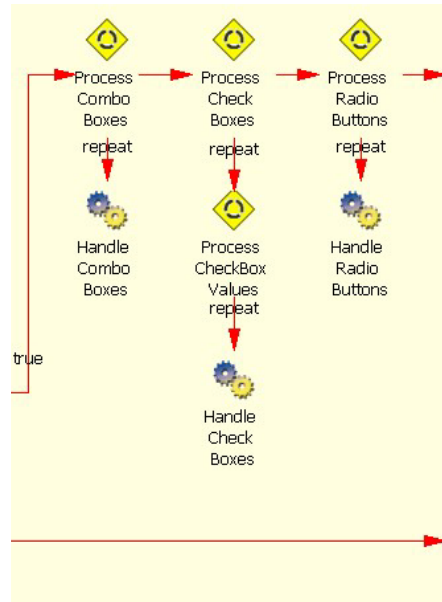 Process
Combo
Boxes
Process
Check
Boxes
Process
Radio
Buttons
repeat
repeat
repeat
Handle
Combo
Boxes
Process
CheckBox
Values
Handle
Radio
Buttons
repeat
true
Handle
Check
Boxes